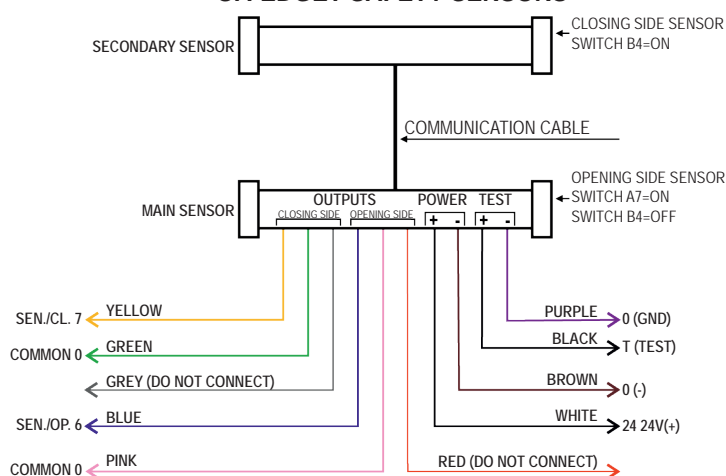 SECONDARY SENSOR
CLOSING SIDE SENSOR
SWITCH B4=ON
COMMUNICATION CABLE
MAIN SENSOR
OUTPUTS
CLOSING SIDE
OPENING SIDE
POWER
+ -
TEST
+ -
OPENING SIDE SENSOR
SWITCH A7=ON
SWITCH B4=OFF
SEN./CL. 7
YELLOW
COMMON 0
GREEN
GREY (DO NOT CONNECT)
SEN./OP. 6
BLUE
COMMON 0
PINK
PURPLE
0 (GND)
BLACK
T (TEST)
BROWN
0 (-)
WHITE
24 24V(+)
RED (DO NOT CONNECT)